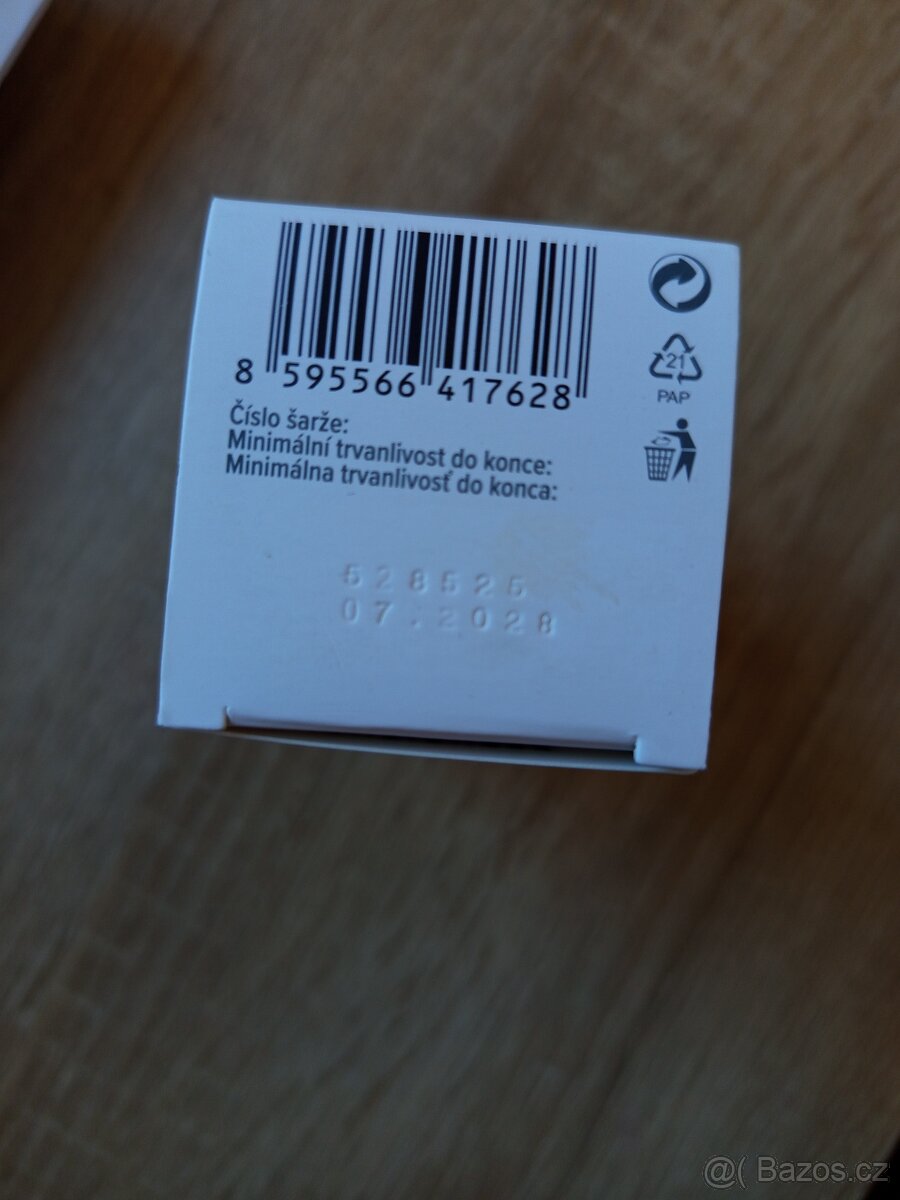 8 595566 417628
Číslo šarže:
Minimální trvanlivost do konce:
Minimálna trvanlivosť do konca:
21
PAP
528525
07.2028
@( Bazos.cz